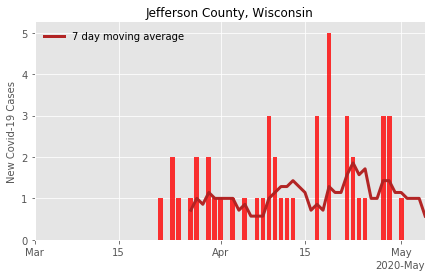 Jefferson County, Wisconsin
7 day moving average
New Covid-19 Cases
5
4
3
2
1
0
Mar 15 Apr 15 May
2020-May